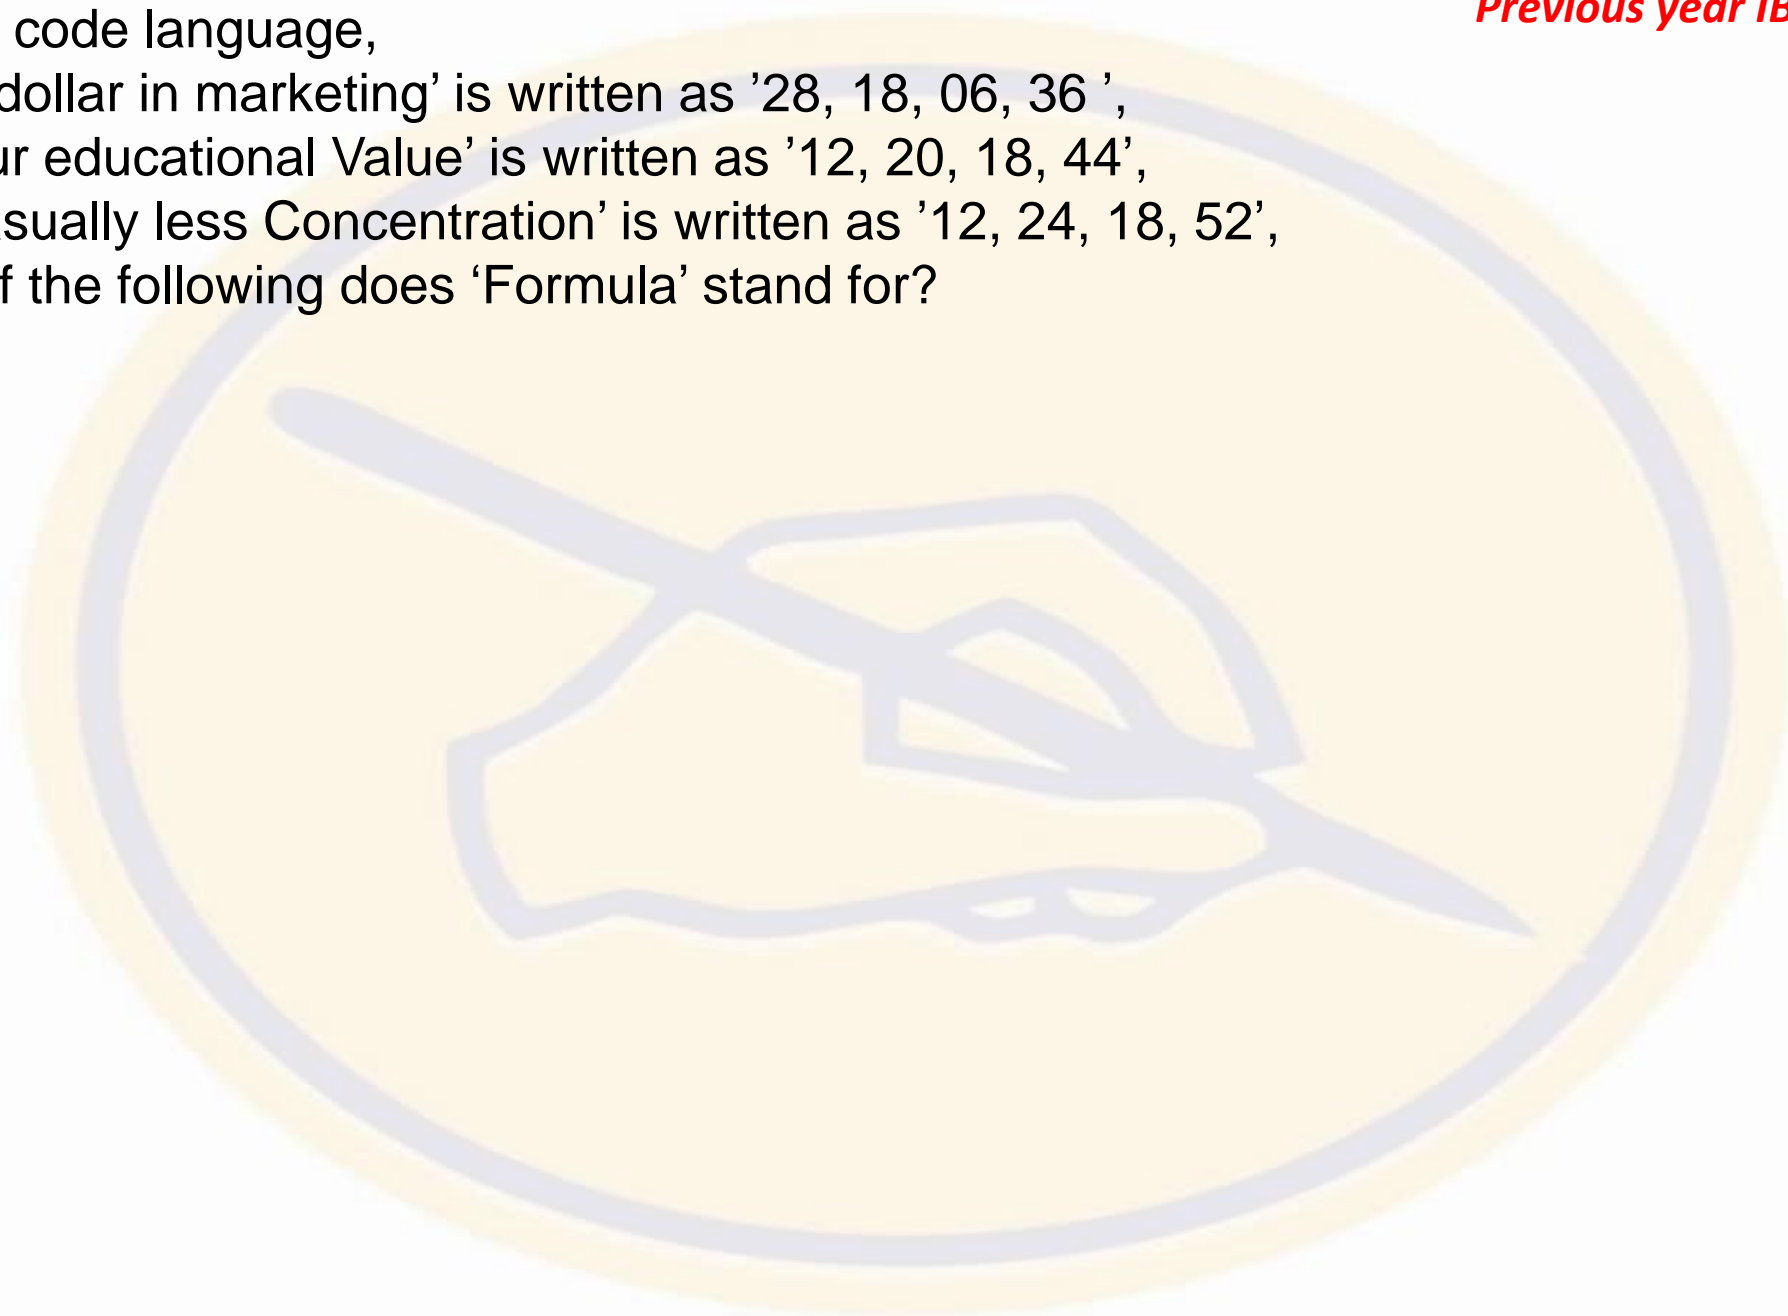 Previous year IB
code language,
dollar in marketing’ is written as ’28, 18, 06, 36 ’,
ur educational Value’ is written as ’12, 20, 18, 44’,
sually less Concentration’ is written as ’12, 24, 18, 52’,
f the following does ‘Formula’ stand for?